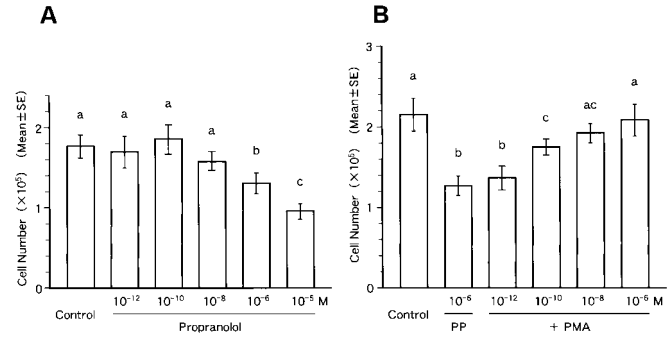 A
Cell Number (×10⁵) (Mean±SE)
2
1
0
a
a
a
a
b
c
Control
10⁻¹² 10⁻¹⁰ 10⁻⁸ 10⁻⁶ 10⁻⁵ M
Propranolol
B
Cell Number (×10⁵) (Mean±SE)
3
2
1
0
a
b
b
c
ac
a
Control
10⁻⁶ 10⁻¹² 10⁻¹⁰ 10⁻⁸ 10⁻⁶ M
PP + PMA